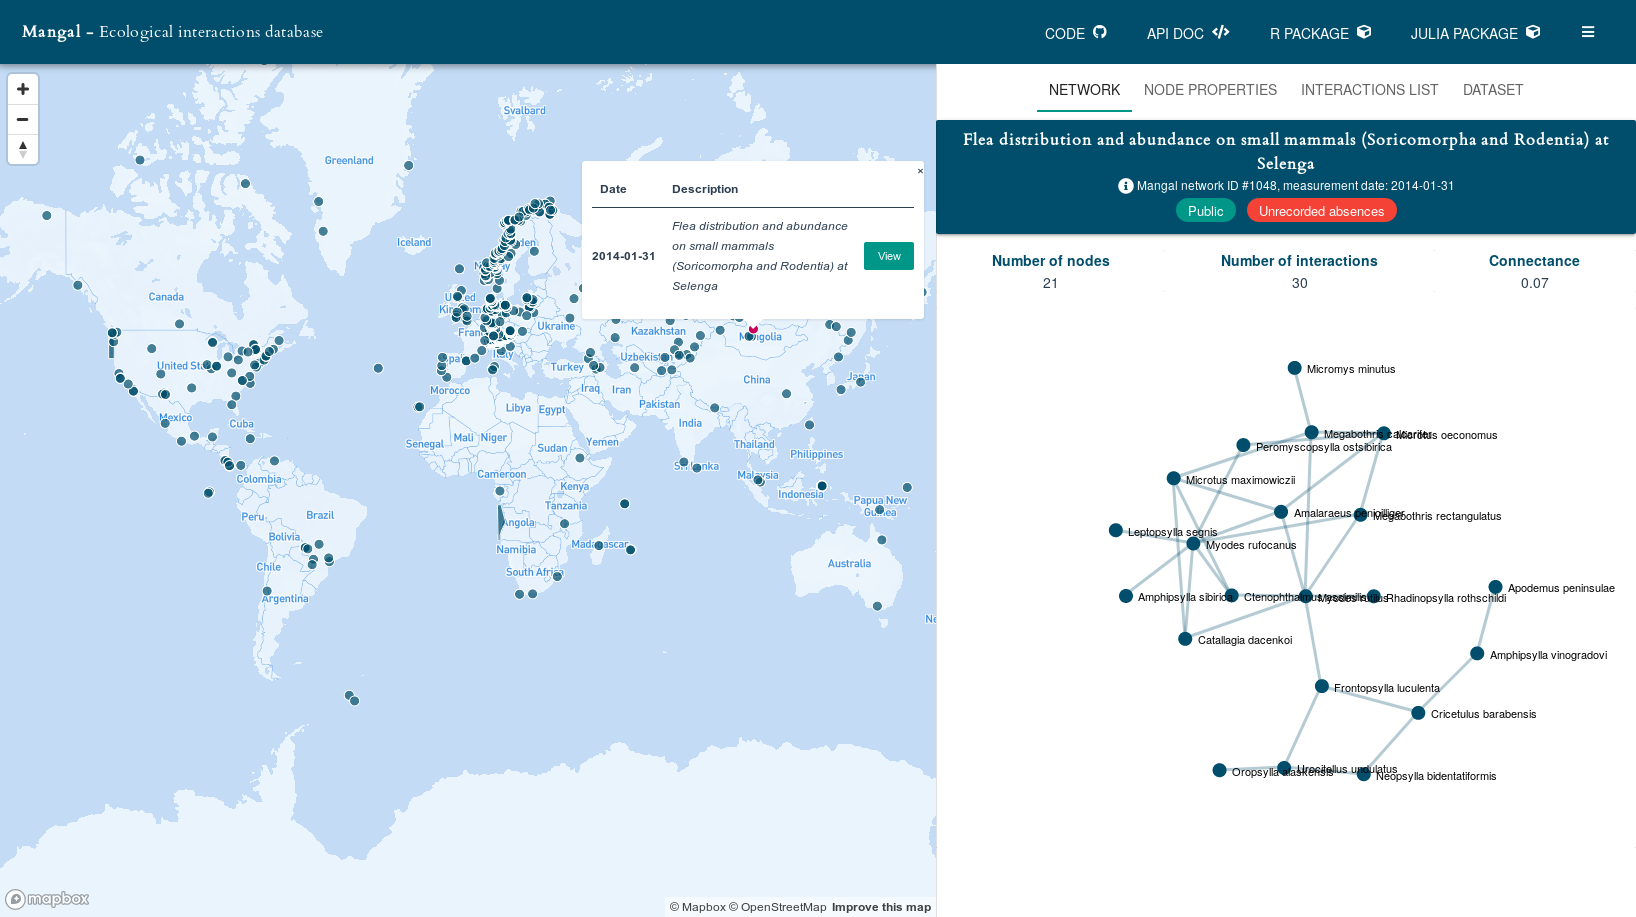 Mangal - Ecological interactions database
CODE
API DOC
R PACKAGE
JULIA PACKAGE
NETWORK
NODE PROPERTIES
INTERACTIONS LIST
DATASET
Flea distribution and abundance on small mammals (Soricomorpha and Rodentia) at
Selenga
Mangal network ID #1048, measurement date: 2014-01-31
Public
Unrecorded absences
Number of nodes
21
Number of interactions
30
Connectance
0.07
Micromys minutus
Megabothris
Microtus oeconomus
Peromyscopsylla ostsibirica
Microtus maximowiczii
Amalaraeus penicilliger
Megabothris rectangulatus
Leptopsylla segnis
Myodes rufocanus
Amphipsylla sibirica
Rhadinopsylla rothschildi
Apodemus peninsulae
Catallagia dacenkoi
Amphipsylla vinogradovi
Frontopsylla luculenta
Cricetulus barabensis
Oropsylla alaskensis
Urocitellus undulatus
Neopsylla bidentatiformis
Date
Description
2014-01-31
Flea distribution and abundance
on small mammals
(Soricomorpha and Rodentia) at
Selenga
View
×
Svalbard
Greenland
Iceland
Canada
Ukraine
Kazakhstan
Mongolia
Turkey
China
Japan
Morocco
Iraq
Iran
Pakistan
Libya
Egypt
India
Mexico
Cuba
Senegal
Mali
Niger
Sudan
Yemen
Thailand
Philippines
Sri Lanka
Malaysia
Cameroon
Colombia
Kenya
Indonesia
Papua New
Guinea
Tanzania
Peru
Brazil
Angola
Bolivia
Namibia
Madagascar
Chile
South Africa
Australia
Argentina
mapbox
© Mapbox © OpenStreetMap Improve this map